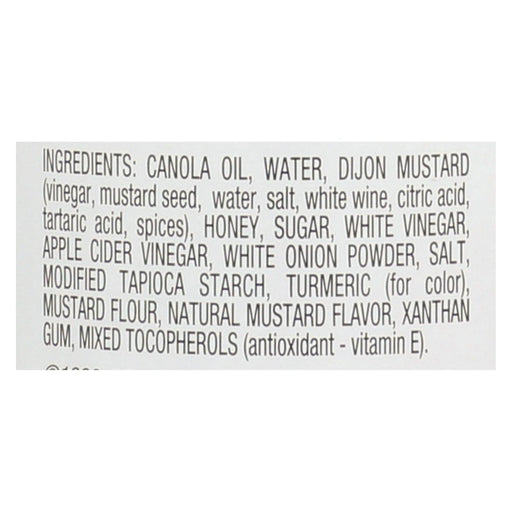 INGREDIENTS: CANOLA OIL, WATER, DIJON MUSTARD
(vinegar, mustard seed, water, salt, white wine, citric acid,
tartaric acid, spices), HONEY, SUGAR, WHITE VINEGAR,
APPLE CIDER VINEGAR, WHITE ONION POWDER, SALT,
MODIFIED TAPIOCA STARCH, TURMERIC (for color),
MUSTARD FLOUR, NATURAL MUSTARD FLAVOR, XANTHAN
GUM, MIXED TOCOPHEROLS (antioxidant - vitamin E).